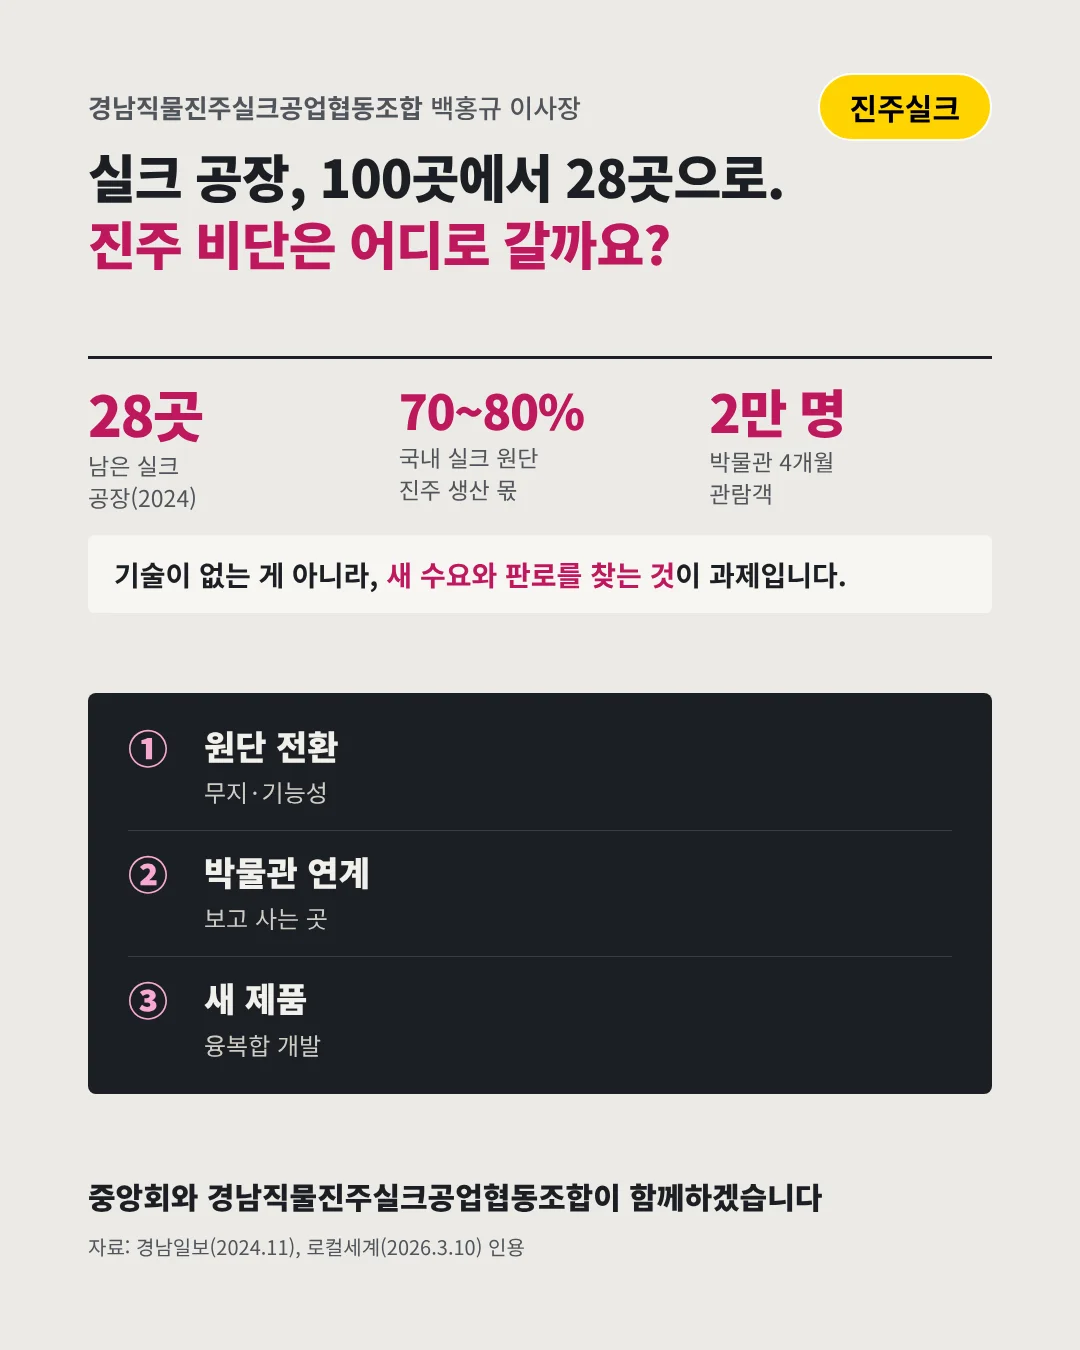 경남직물진주실크공업협동조합 백홍규 이사장
진주실크
실크 공장, 100곳에서 28곳으로.
진주 비단은 어디로 갈까요?
28곳
남은 실크
공장(2024)
70~80%
국내 실크 원단
진주 생산 몫
2만 명
박물관 4개월
관람객
기술이 없는 게 아니라, 새 수요와 판로를 찾는 것이 과제입니다.
① 원단 전환
무지·기능성
② 박물관 연계
보고 사는 곳
③ 새 제품
융복합 개발
중앙회와 경남직물진주실크공업협동조합이 함께하겠습니다
자료: 경남일보(2024.11), 로컬세계(2026.3.10) 인용